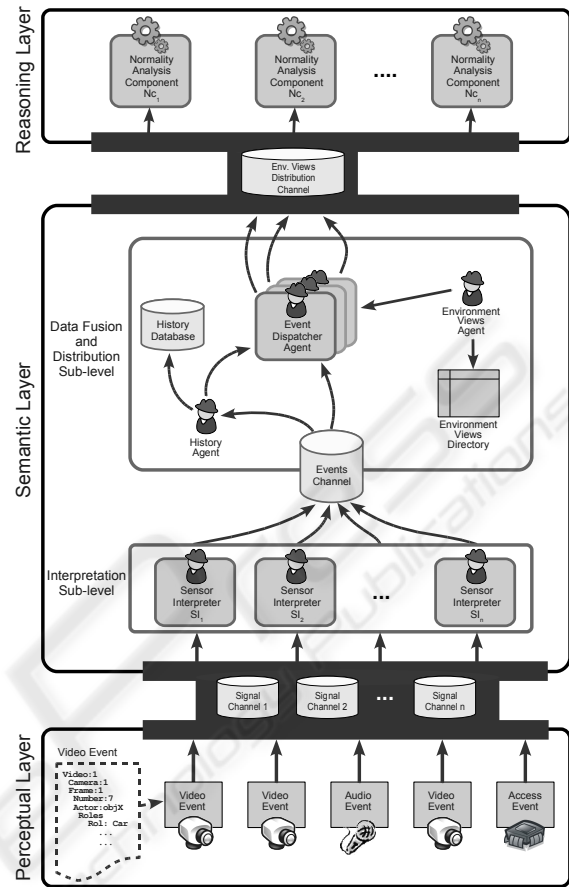 Reasoning Layer
Normality
Analysis
Component
Nc1
Normality
Analysis
Component
Nc2
....
Normality
Analysis
Component
Ncn
Env. Views
Distribution
Channel
Semantic Layer
Data Fusion
and
Distribution
Sub-level
History
Database
Event
Dispatcher
Agent
Environment
Views
Agent
History
Agent
Environment
Views
Directory
Events
Channel
Interpretation
Sub-level
Sensor
Interpreter
SI1
Sensor
Interpreter
SI2
...
Sensor
Interpreter
SIn
Signal
Channel 1
Signal
Channel 2
...
Signal
Channel n
Perceptual Layer
Video Event
Video:1
Camera:1
Frame:1
Number:7
Actor:objX
Roles
Rol: Car
...
...
Video
Event
Video
Event
Audio
Event
Video
Event
Access
Event
Technology Publications